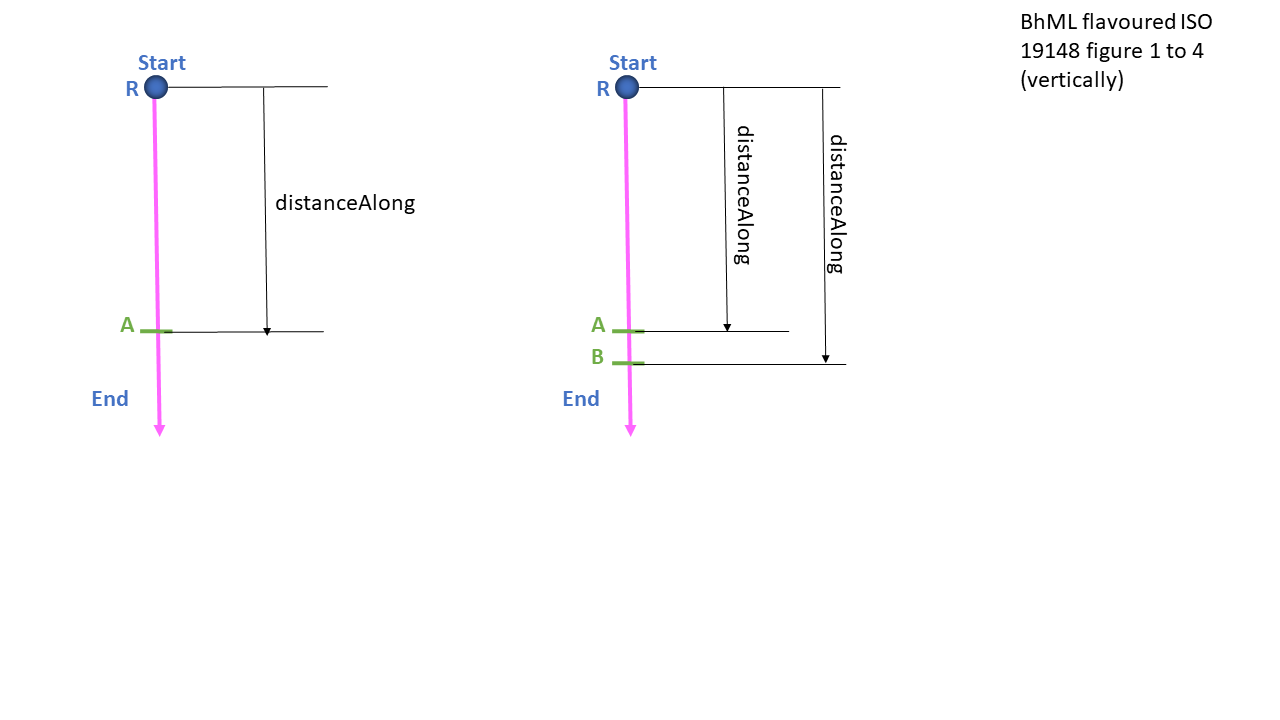 BhML flavoured ISO
19148 figure 1 to 4
(vertically)
Start
R
distanceAlong
A
End
Start
R
distanceAlong
distanceAlong
A
B
End